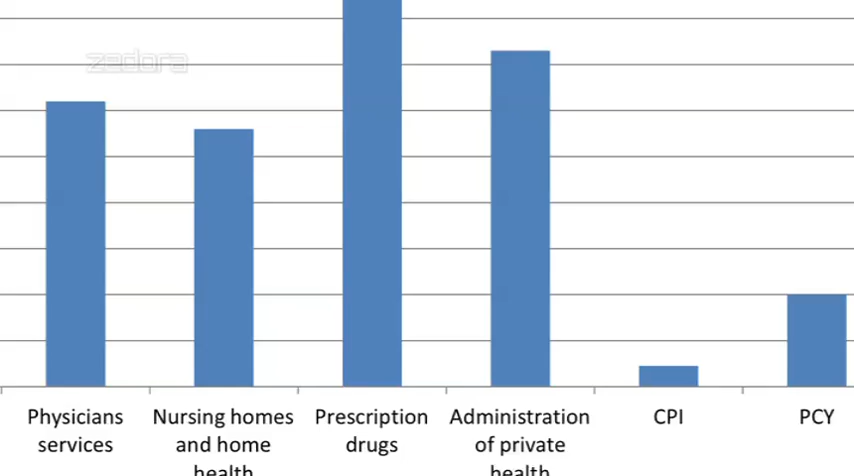 zedora
Physicians
services
Nursing homes
and home
health
Prescription
drugs
Administration
of private
health
CPI
PCY